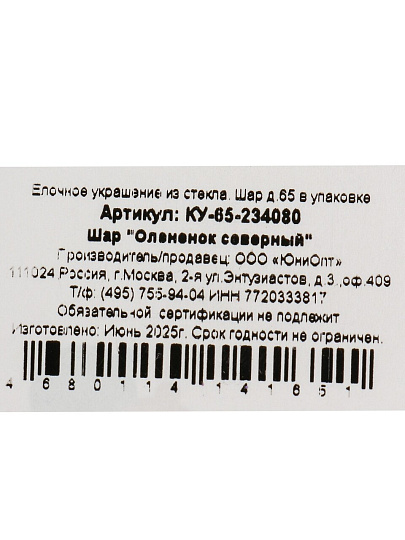 Елочное украшение из стекла. Шар д.65 в упаковке
Артикул: КУ-65-234080
Шар "Олененок северный"
Производитель/продавец: ООО «ЮниОпт»
111024 Россия, г.Москва, 2-я ул.Энтузиастов, д.3.,оф.409
Т/ф: (495) 755-94-04 ИНН 7720333817
Обязательной сертификации не подлежит
Изготовлено: Июнь 2025г. Срок годности не ограничен.
4 680114 141651